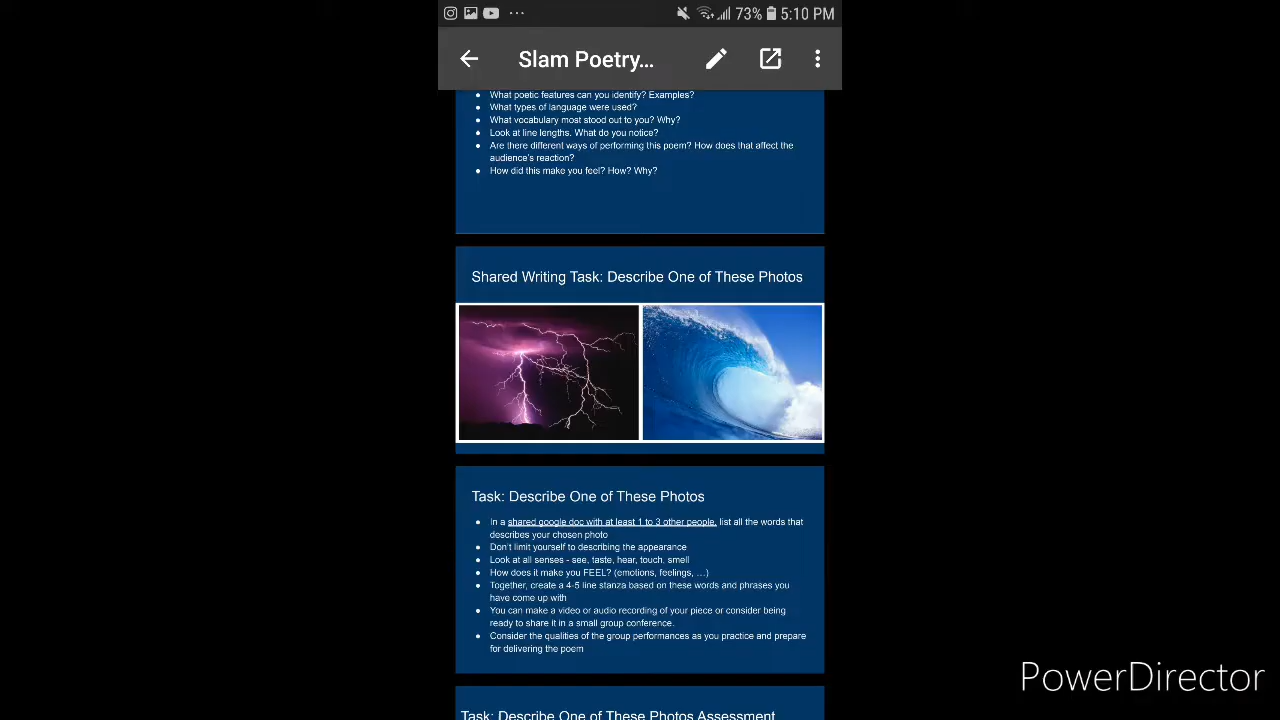 73% 5:10 PM
Slam Poetry...
• What poetic features can you identify? Examples?
• What types of language were used?
• What vocabulary most stood out to you? Why?
• Look at line lengths. What do you notice?
• Are there different ways of performing this poem? How does that affect the
audience's reaction?
• How did this make you feel? How? Why?
Shared Writing Task: Describe One of These Photos
Task: Describe One of These Photos
• In a shared google doc with at least 1 to 3 other people, list all the words that
describes your chosen photo
• Don't limit yourself to describing the appearance
• Look at all senses - see, taste, hear, touch, smell
• How does it make you FEEL? (emotions, feelings, …)
• Together, create a 4-5 line stanza based on these words and phrases you
have come up with
• You can make a video or audio recording of your piece or consider being
ready to share it in a small group conference.
• Consider the qualities of the group performances as you practice and prepare
for delivering the poem
Task: Describe One of These Photos Assessment
PowerDirector